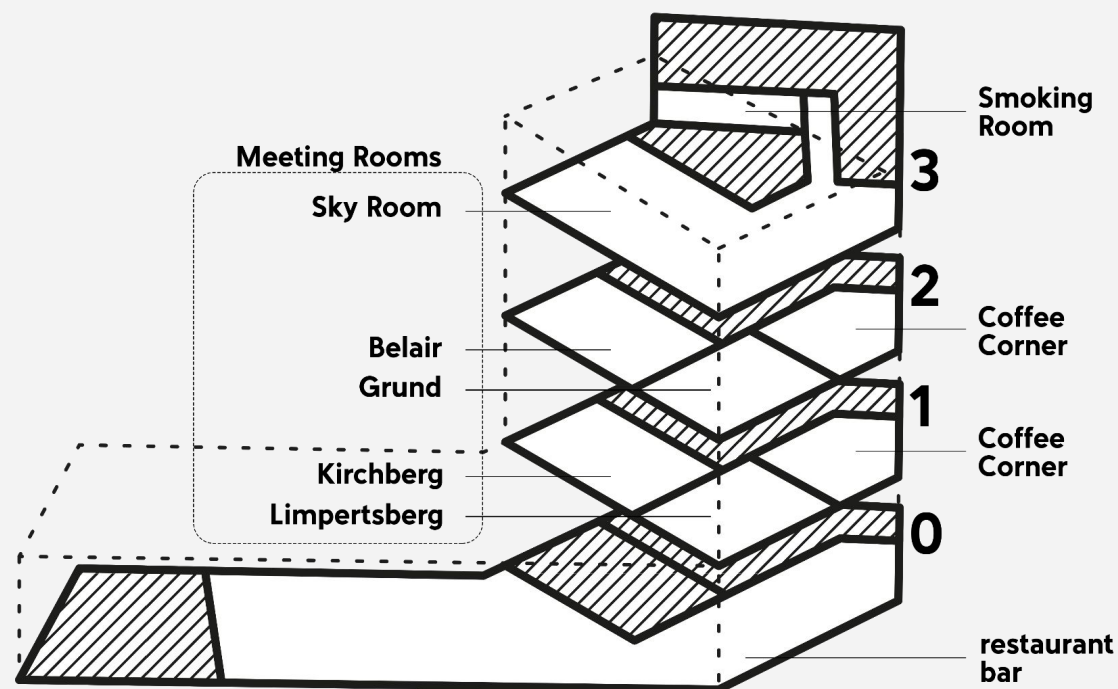 Meeting Rooms
Sky Room
Belair
Grund
Kirchberg
Limpertsberg
Smoking
Room
3
2
Coffee
Corner
1
Coffee
Corner
0
restaurant
bar